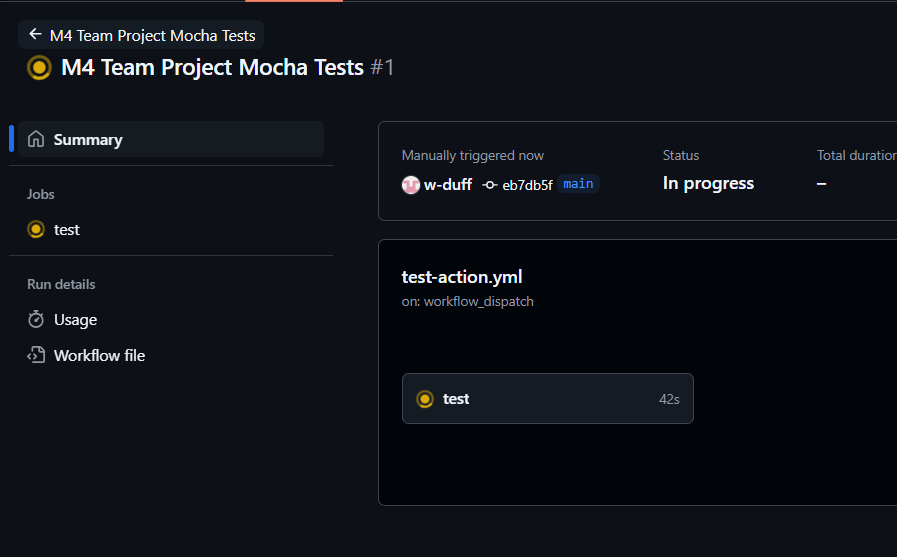 M4 Team Project Mocha Tests
M4 Team Project Mocha Tests #1
Summary
Jobs
test
Run details
Usage
Workflow file
Manually triggered now
w-duff eb7db5f main
Status
In progress
Total duration
–
test-action.yml
on: workflow_dispatch
test 42s